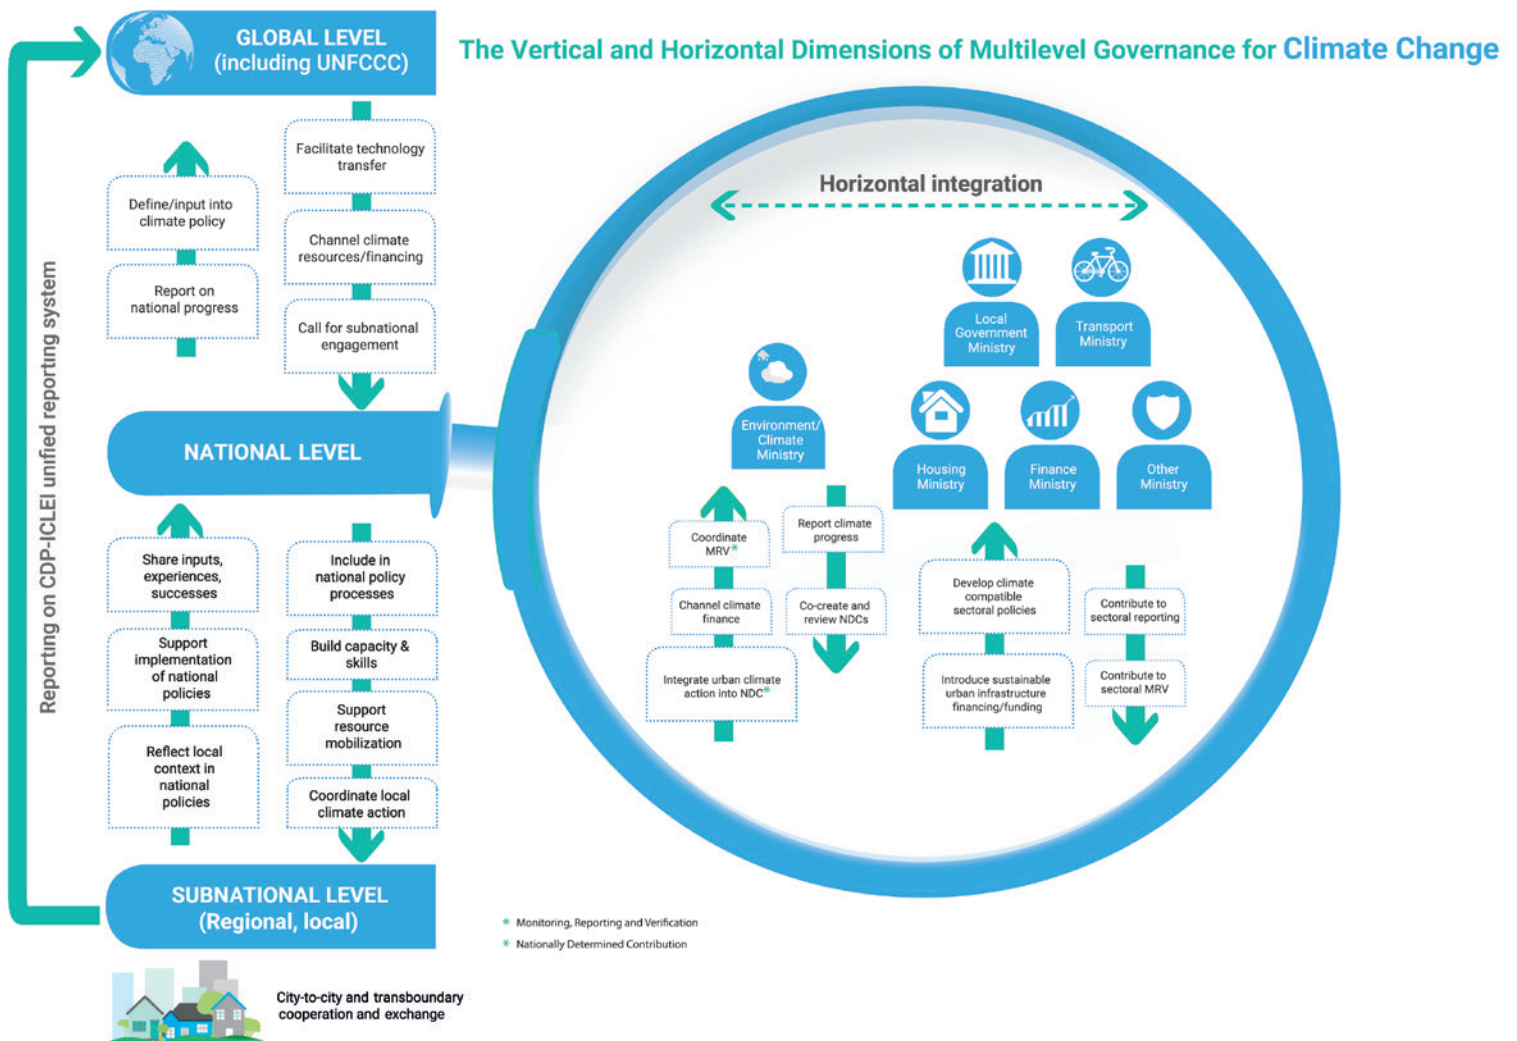 GLOBAL LEVEL
(including UNFCCC)
The Vertical and Horizontal Dimensions of Multilevel Governance for Climate Change
Reporting on CDP-ICLEI unified reporting system
Define/input into
climate policy
Report on
national progress
Facilitate technology
transfer
Channel climate
resources/financing
Call for subnational
engagement
NATIONAL LEVEL
Share inputs,
experiences,
successes
Support
implementation
of national
policies
Reflect local
context in
national
policies
Include in
national policy
processes
Build capacity &
skills
Support
resource
mobilization
Coordinate local
climate action
SUBNATIONAL LEVEL
(Regional, local)
City-to-city and transboundary
cooperation and exchange
Horizontal integration
Local
Government
Ministry
Transport
Ministry
Environment/
Climate
Ministry
Housing
Ministry
Finance
Ministry
Other
Ministry
Coordinate
MRV*
Channel climate
finance
Integrate urban climate
action into NDC*
Report climate
progress
Co-create and
review NDCs
Develop climate
compatible
sectoral policies
Introduce sustainable
urban infrastructure
financing/funding
Contribute to
sectoral reporting
Contribute to
sectoral MRV
* Monitoring, Reporting and Verification
* Nationally Determined Contribution